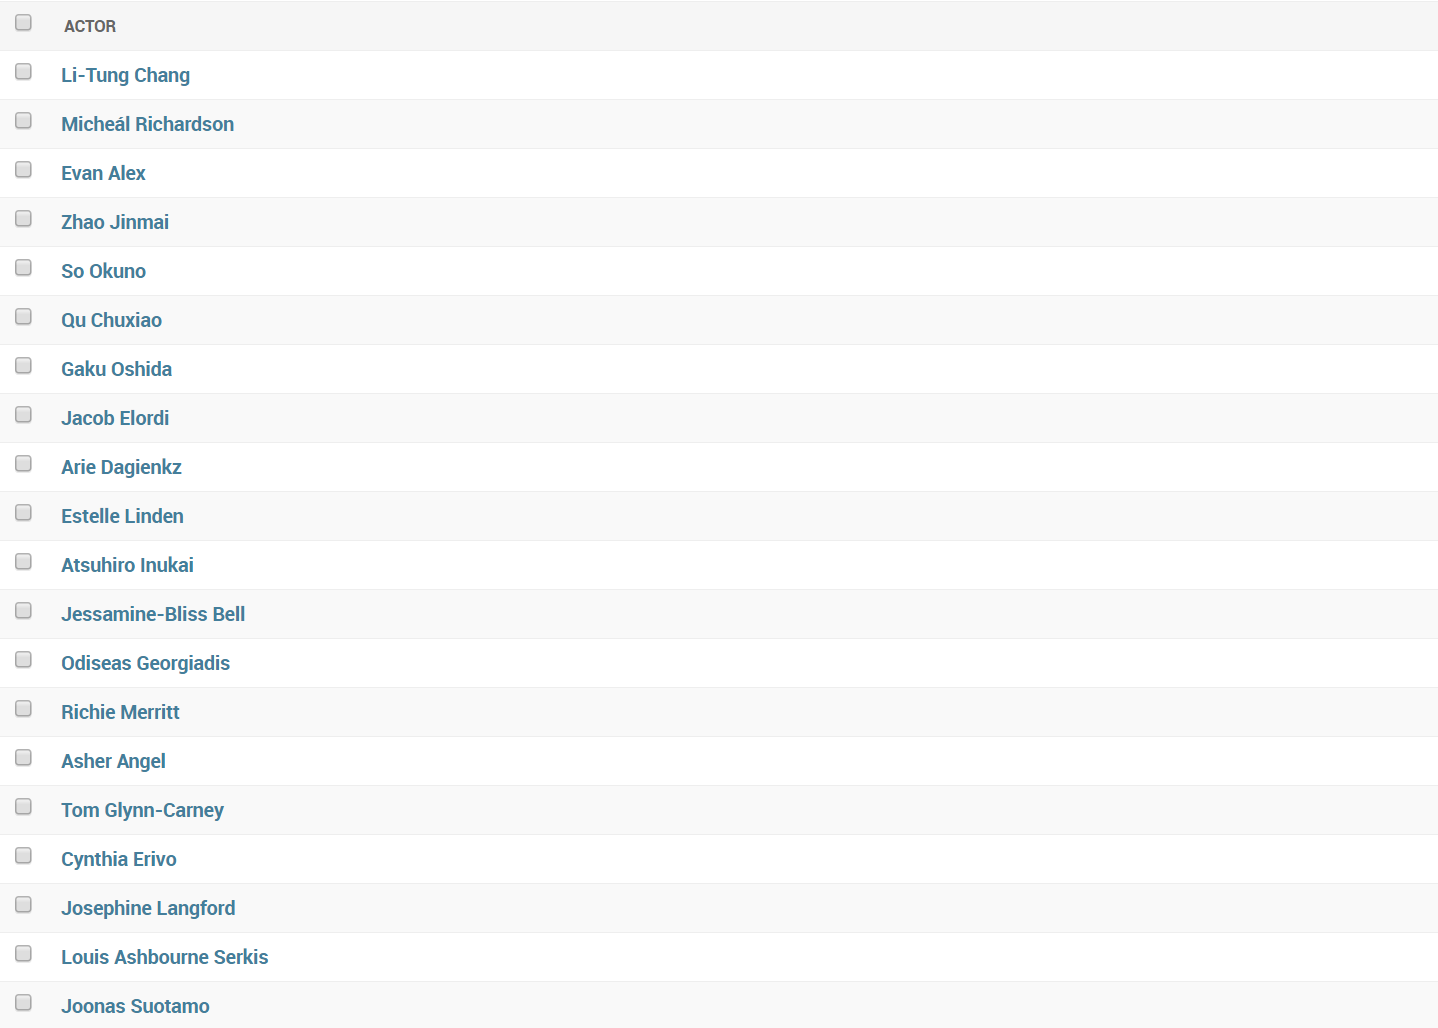 ACTOR
Li-Tung Chang
Micheál Richardson
Evan Alex
Zhao Jinmai
So Okuno
Qu Chuxiao
Gaku Oshida
Jacob Elordi
Arie Dagienkz
Estelle Linden
Atsuhiro Inukai
Jessamine-Bliss Bell
Odiseas Georgiadis
Richie Merritt
Asher Angel
Tom Glynn-Carney
Cynthia Erivo
Josephine Langford
Louis Ashbourne Serkis
Joonas Suotamo